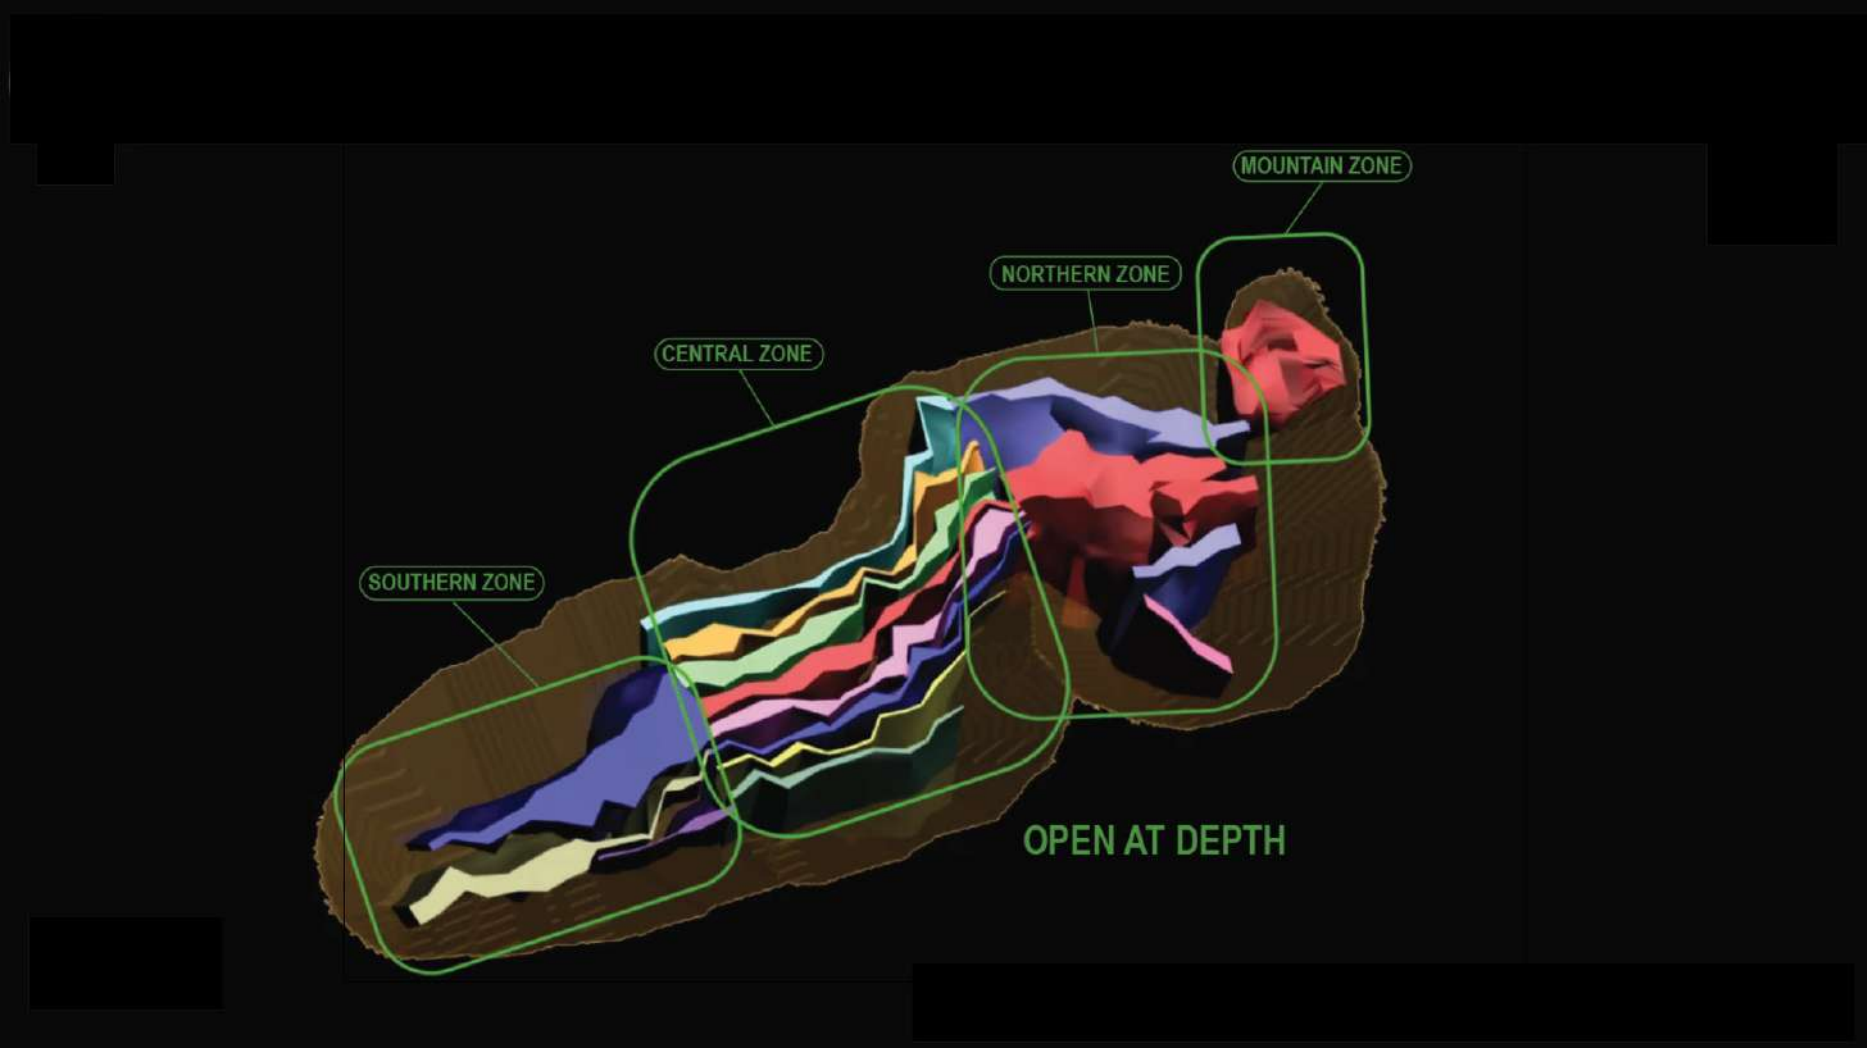 MOUNTAIN ZONE
NORTHERN ZONE
CENTRAL ZONE
SOUTHERN ZONE
OPEN AT DEPTH